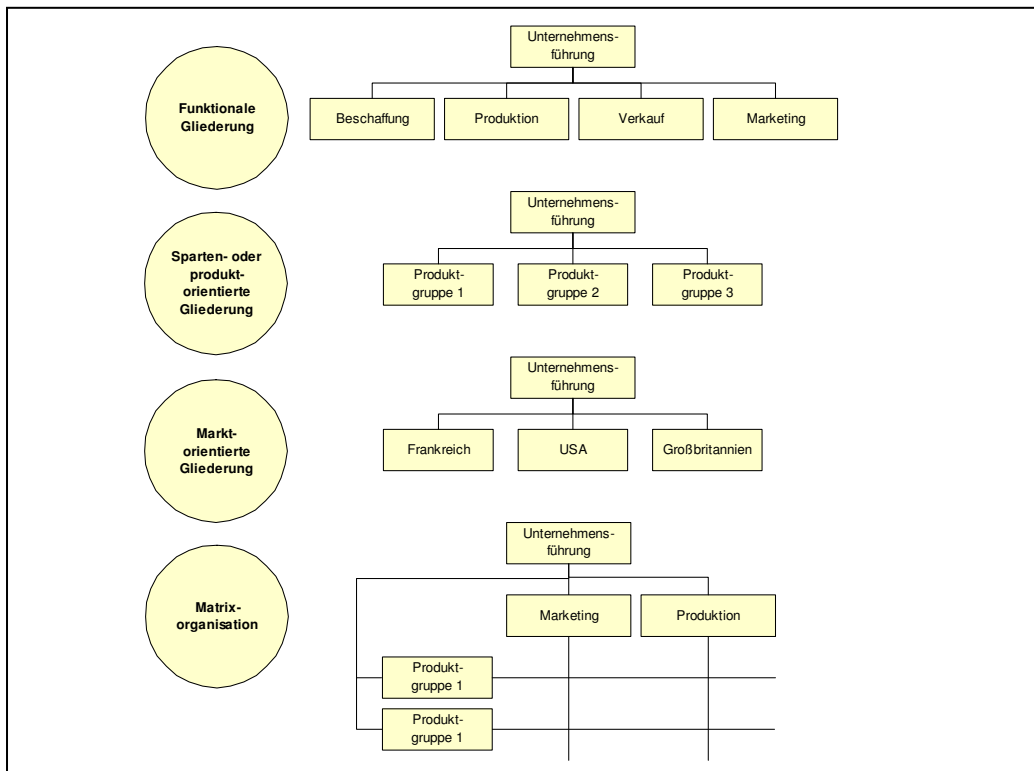 Unternehmens-
führung
Funktionale
Gliederung
Beschaffung
Produktion
Verkauf
Marketing
Unternehmens-
führung
Sparten- oder
produkt-
orientierte
Gliederung
Produkt-
gruppe 1
Produkt-
gruppe 2
Produkt-
gruppe 3
Unternehmens-
führung
Markt-
orientierte
Gliederung
Frankreich
USA
Großbritannien
Unternehmens-
führung
Matrix-
organisation
Marketing
Produktion
Produkt-
gruppe 1
Produkt-
gruppe 1